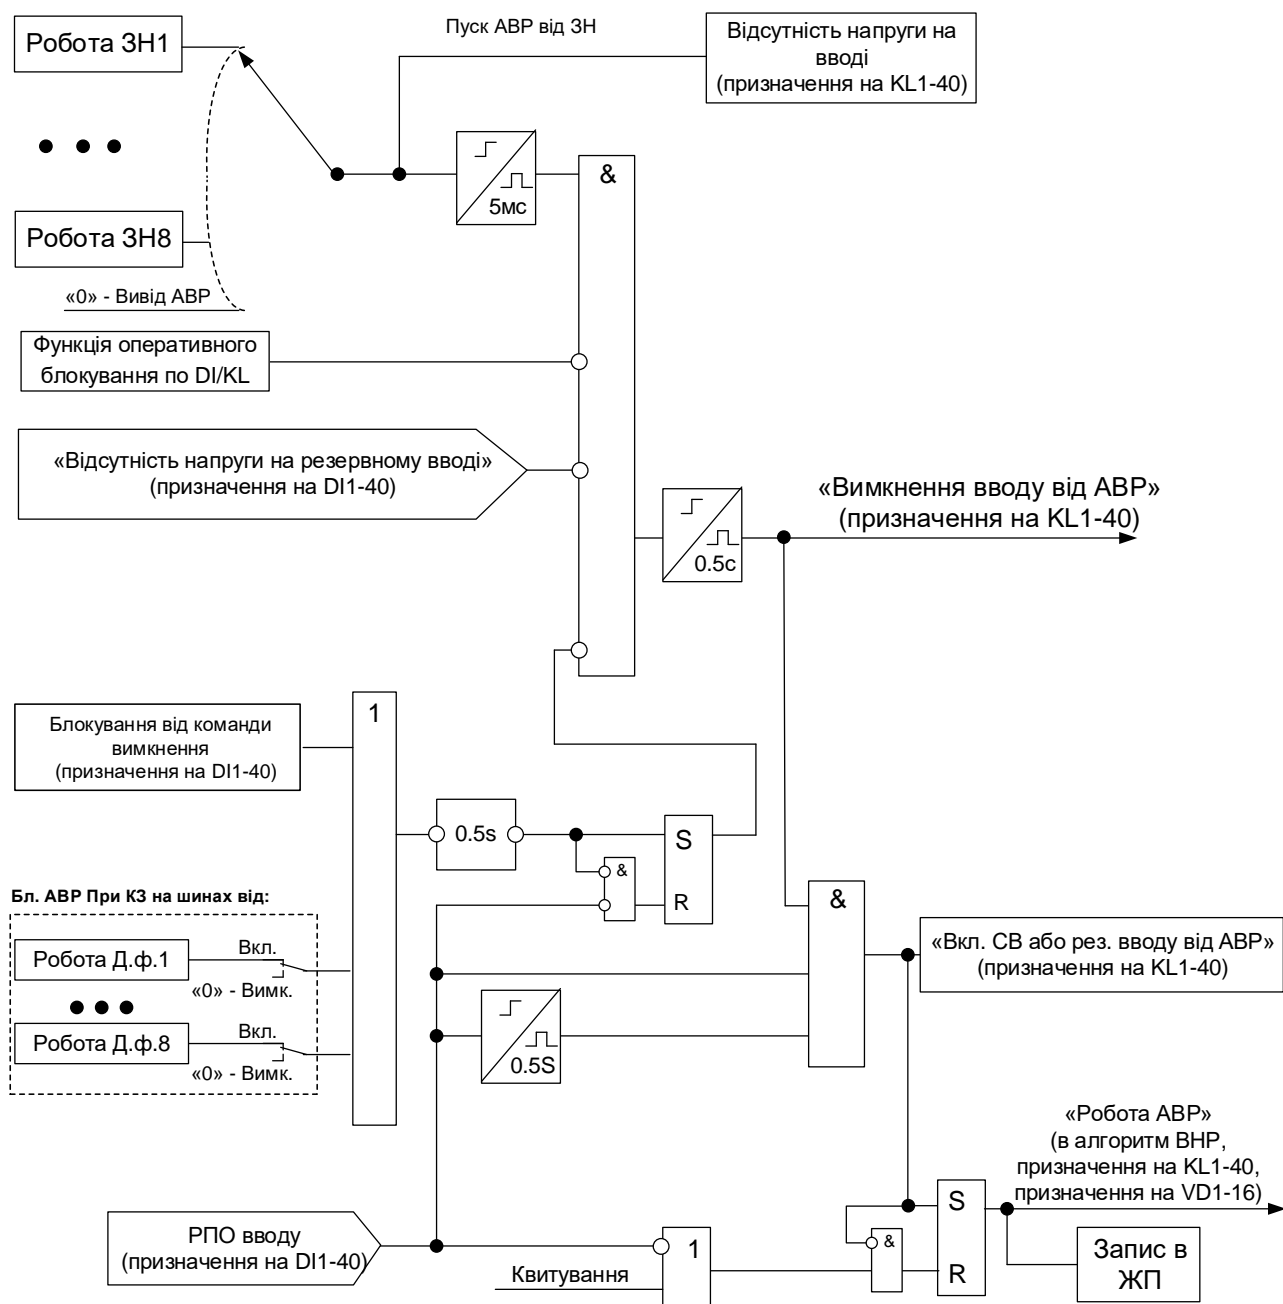 Робота ЗН1
Пуск АВР від ЗН
Відсутність напруги на
вводі
(призначення на KL1-40)
&
5мс
Робота ЗН8
«0» - Вивід АВР
Функція оперативного
блокування по DI/KL
«Відсутність напруги на резервному вводі»
(призначення на DI1-40)
0.5с
«Вимкнення вводу від АВР»
(призначення на KL1-40)
Блокування від команди
вимкнення
(призначення на DI1-40)
1
0.5s
S
&
R
Бл. АВР При КЗ на шинах від:
Робота Д.ф.1
Вкл.
«0» - Вимк.
Робота Д.ф.8
Вкл.
«0» - Вимк.
0.5S
&
«Вкл. СВ або рез. вводу від АВР»
(призначення на KL1-40)
«Робота АВР»
(в алгоритм ВНР,
призначення на KL1-40,
призначення на VD1-16)
РПО вводу
(призначення на DI1-40)
Квитування
1
&
S
R
Запис в
ЖП